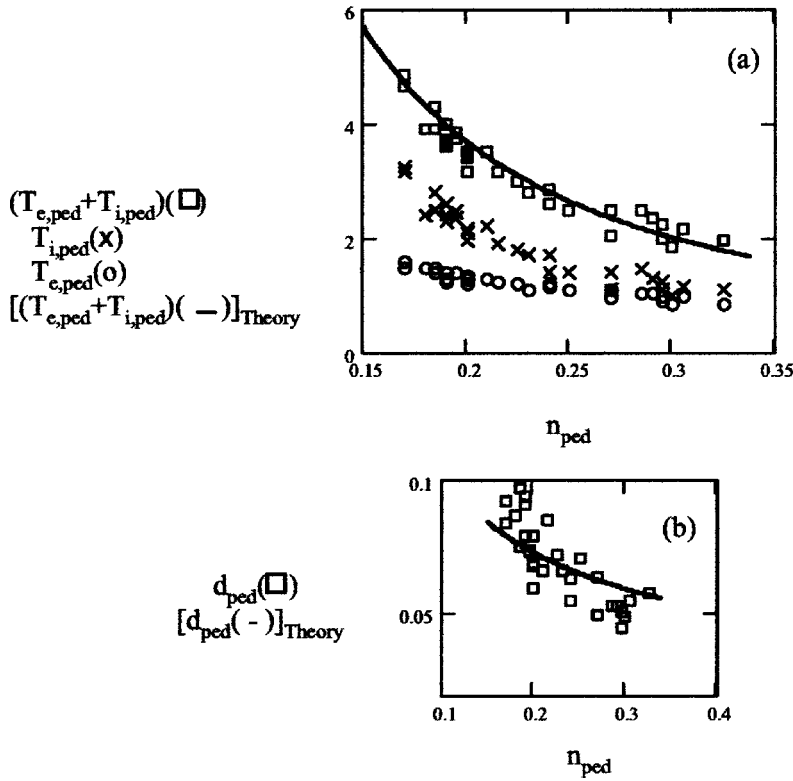 6
4
2
0
(a)
(T_e,ped+T_i,ped)(□)
T_i,ped(x)
T_e,ped(o)
[(T_e,ped+T_i,ped)( – )]_Theory
0.15 0.2 0.25 0.3 0.35
n_ped
0.1
0.05
(b)
d_ped(□)
[d_ped( - )]_Theory
0.1 0.2 0.3 0.4
n_ped